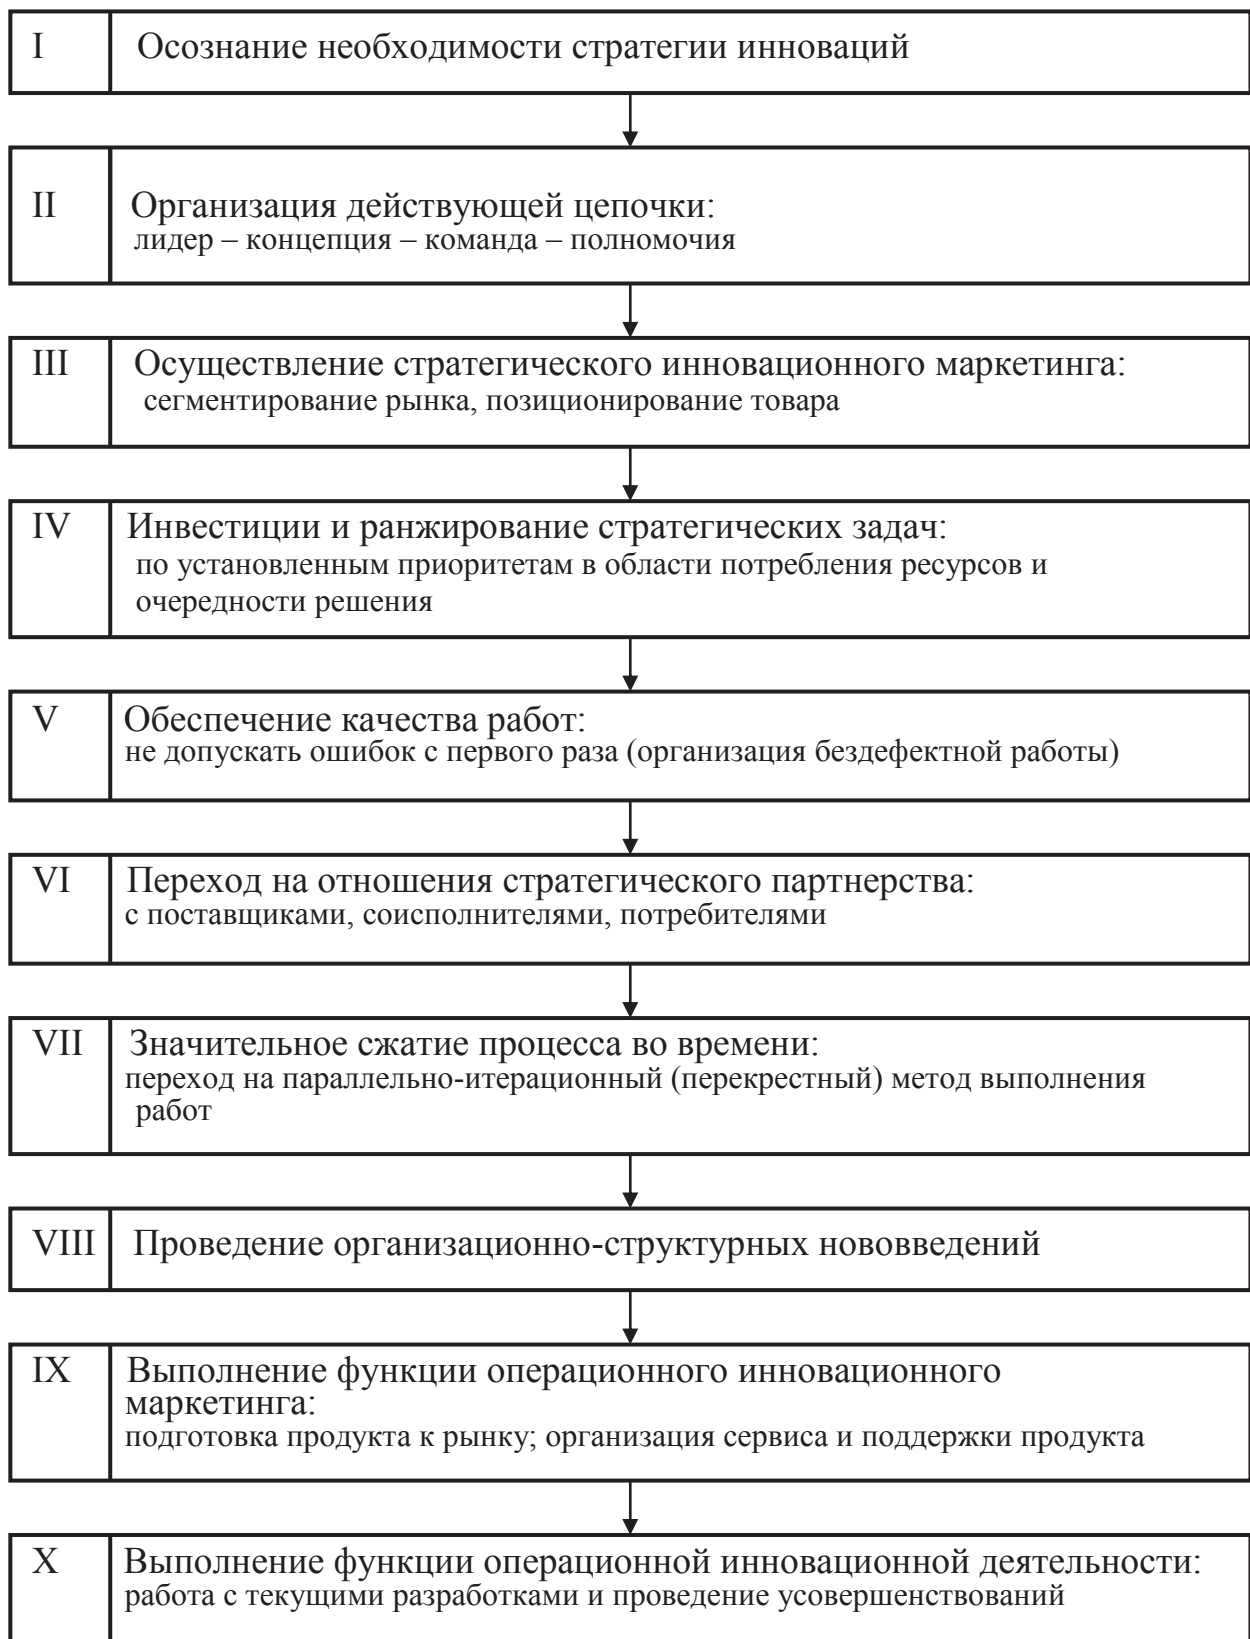 I Осознание необходимости стратегии инноваций
II Организация действующей цепочки:
лидер – концепция – команда – полномочия
III Осуществление стратегического инновационного маркетинга:
сегментирование рынка, позиционирование товара
IV Инвестиции и ранжирование стратегических задач:
по установленным приоритетам в области потребления ресурсов и
очередности решения
V Обеспечение качества работ:
не допускать ошибок с первого раза (организация бездефектной работы)
VI Переход на отношения стратегического партнерства:
с поставщиками, соисполнителями, потребителями
VII Значительное сжатие процесса во времени:
переход на параллельно-итерационный (перекрестный) метод выполнения
работ
VIII Проведение организационно-структурных нововведений
IX Выполнение функции операционного инновационного
маркетинга:
подготовка продукта к рынку; организация сервиса и поддержки продукта
X Выполнение функции операционной инновационной деятельности:
работа с текущими разработками и проведение усовершенствований